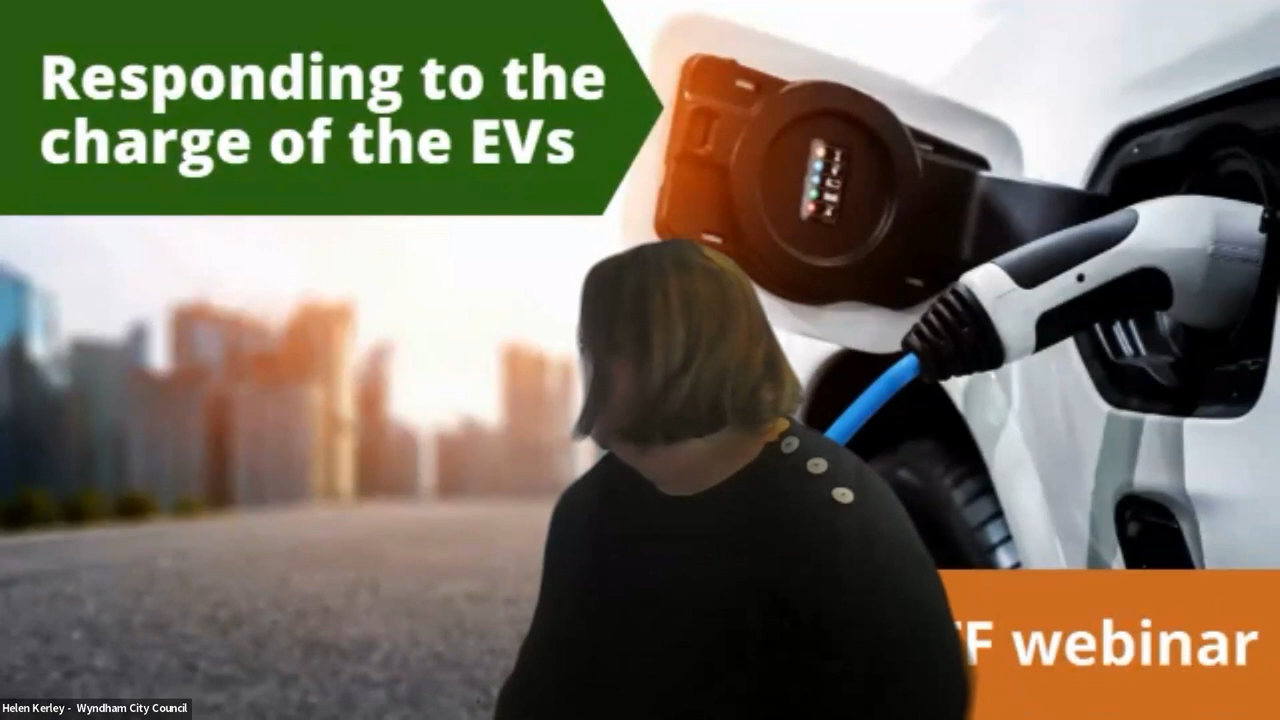 Responding to the
charge of the EVs
F webinar
Helen Kerley - Wyndham City Council